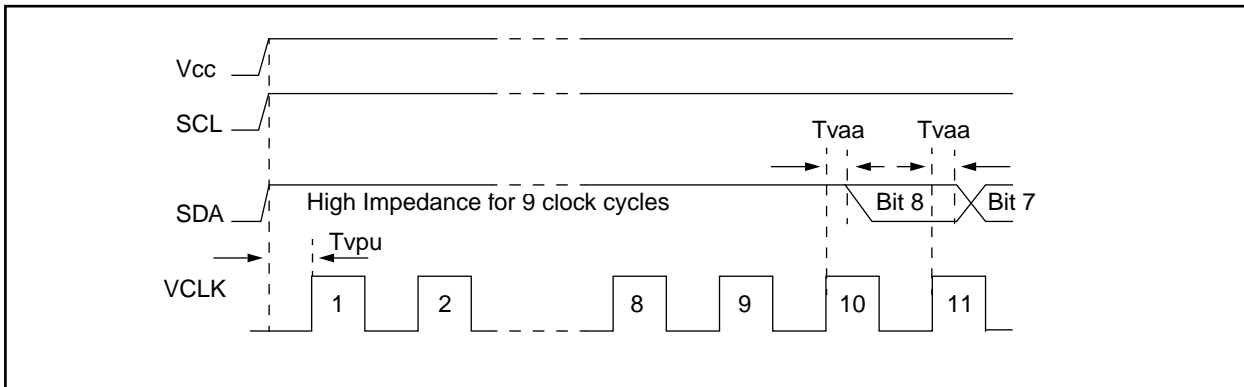 Vcc
SCL
Tvaa Tvaa
SDA High Impedance for 9 clock cycles Bit 8 Bit 7
Tvpu
VCLK
1 2 8 9 10 11